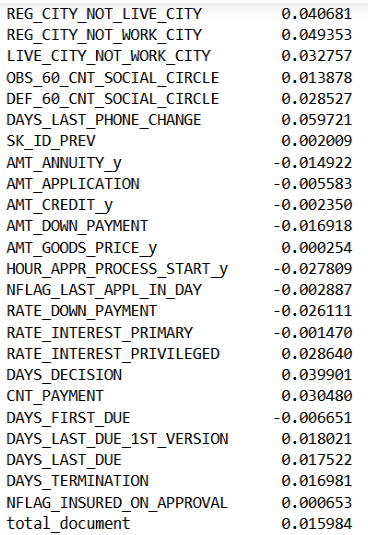 REG_CITY_NOT_LIVE_CITY 0.040681
REG_CITY_NOT_WORK_CITY 0.049353
LIVE_CITY_NOT_WORK_CITY 0.032757
OBS_60_CNT_SOCIAL_CIRCLE 0.013878
DEF_60_CNT_SOCIAL_CIRCLE 0.028527
DAYS_LAST_PHONE_CHANGE 0.059721
SK_ID_PREV 0.002009
AMT_ANNUITY_y -0.014922
AMT_APPLICATION -0.005583
AMT_CREDIT_y -0.002350
AMT_DOWN_PAYMENT -0.016918
AMT_GOODS_PRICE_y 0.000254
HOUR_APPR_PROCESS_START_y -0.027809
NFLAG_LAST_APPL_IN_DAY -0.002887
RATE_DOWN_PAYMENT -0.026111
RATE_INTEREST_PRIMARY -0.001470
RATE_INTEREST_PRIVILEGED 0.028640
DAYS_DECISION 0.039901
CNT_PAYMENT 0.030480
DAYS_FIRST_DUE -0.006651
DAYS_LAST_DUE_1ST_VERSION 0.018021
DAYS_LAST_DUE 0.017522
DAYS_TERMINATION 0.016981
NFLAG_INSURED_ON_APPROVAL 0.000653
total_document 0.015984